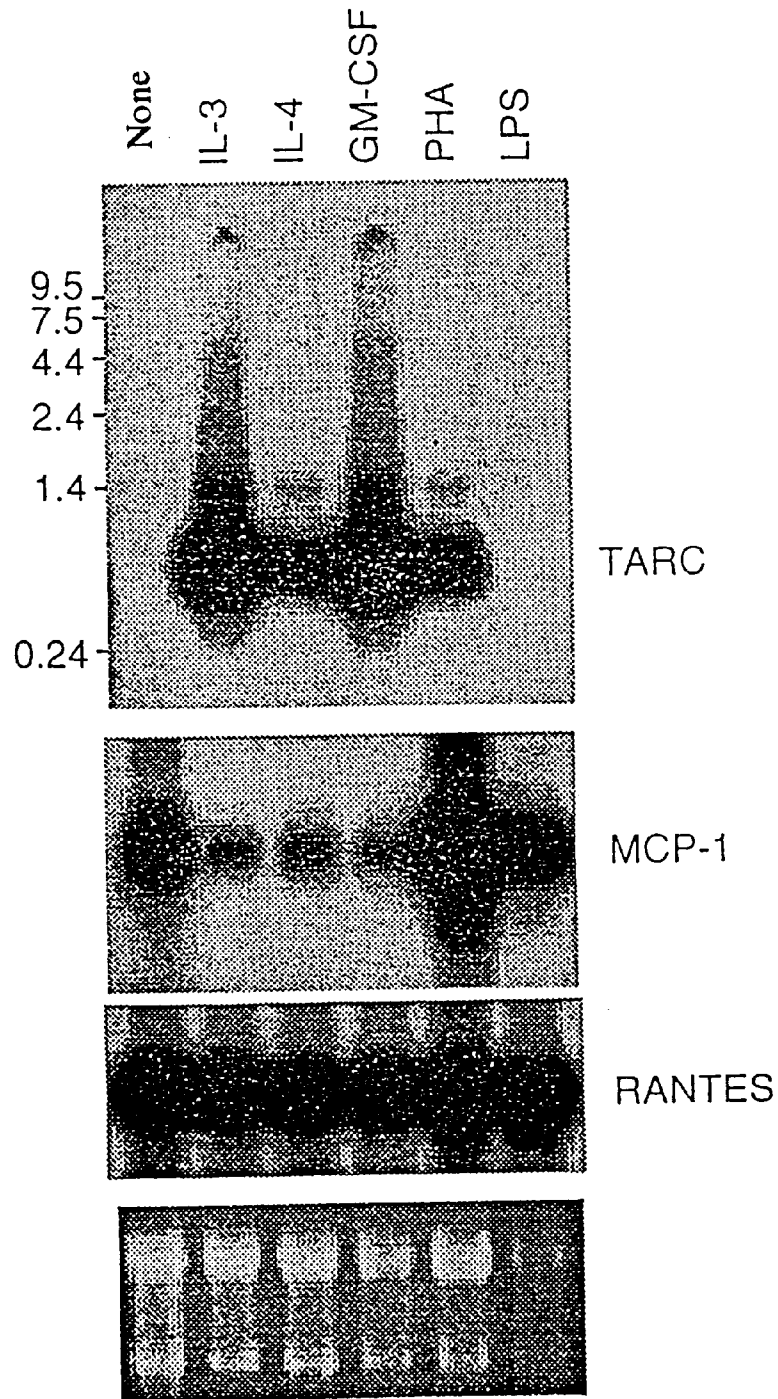 None
IL-3
IL-4
GM-CSF
PHA
LPS
9.5
7.5
4.4
2.4
1.4
0.24
TARC
MCP-1
RANTES